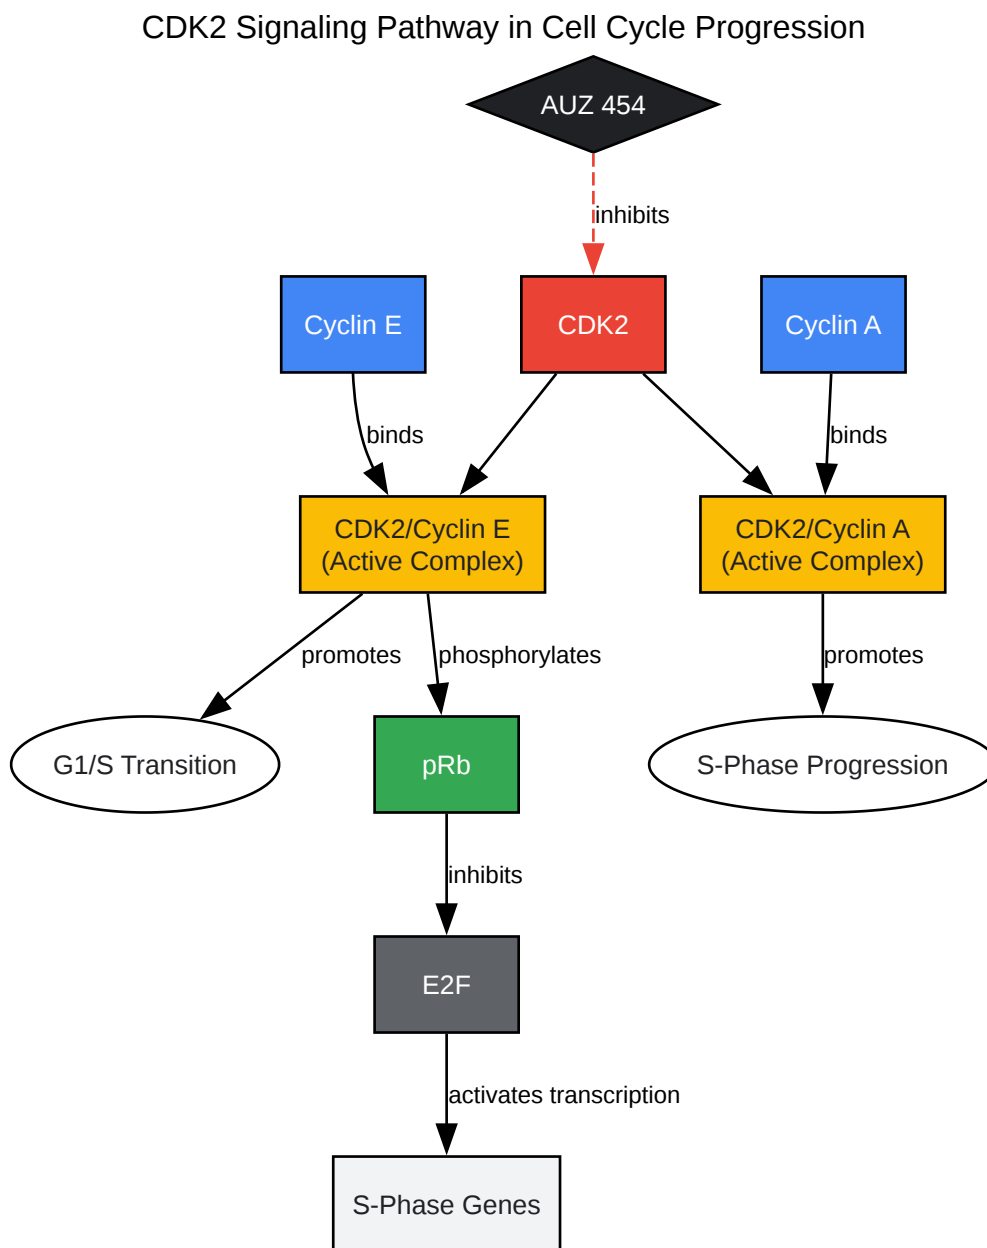 CDK2 Signaling Pathway in Cell Cycle Progression
AUZ 454
inhibits
Cyclin E
CDK2
Cyclin A
binds
binds
CDK2/Cyclin E
(Active Complex)
CDK2/Cyclin A
(Active Complex)
promotes
phosphorylates
promotes
G1/S Transition
pRb
S-Phase Progression
inhibits
E2F
activates transcription
S-Phase Genes